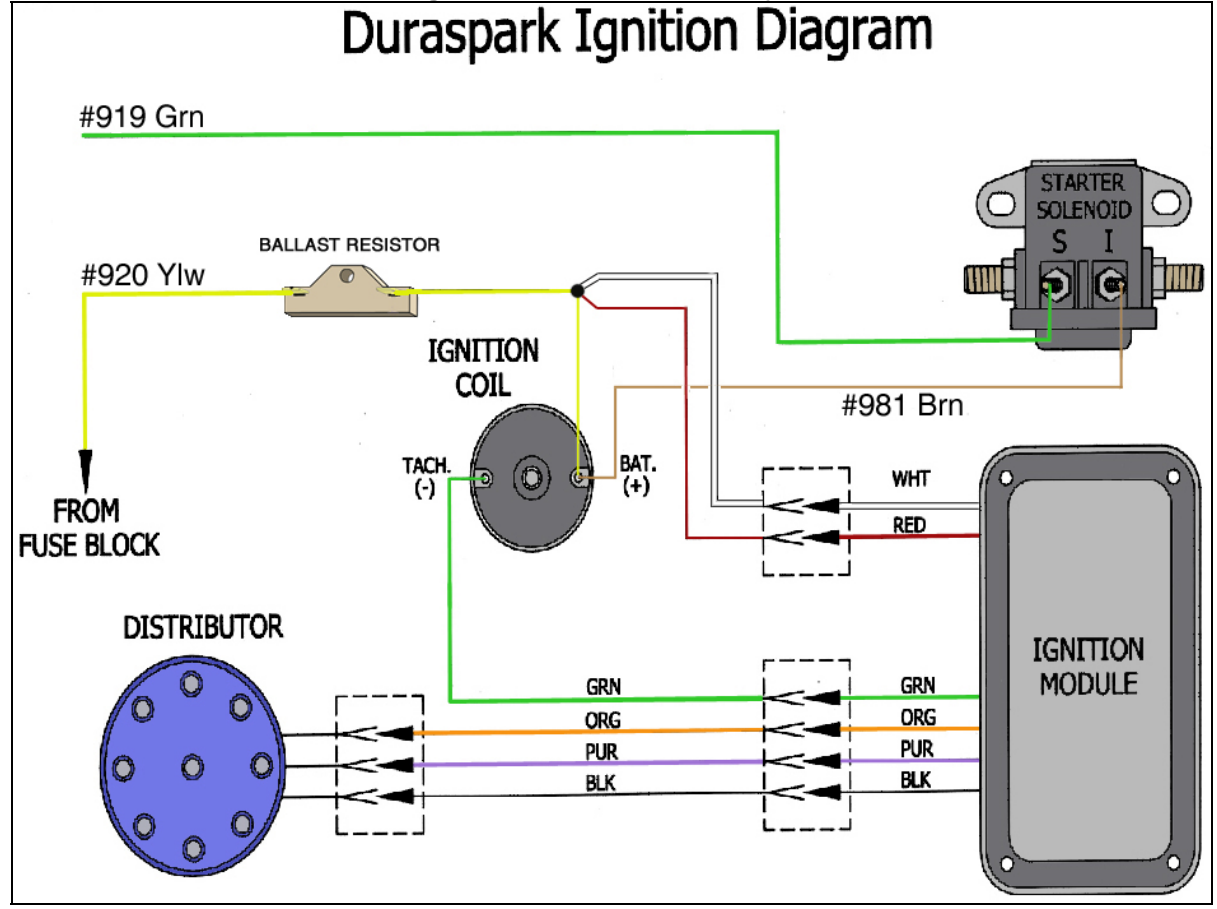 Duraspark Ignition Diagram
#919 Grn
STARTER
SOLENOID
S I
BALLAST RESISTOR
#920 Ylw
IGNITION
COIL
#981 Brn
TACH.
(-)
BAT.
(+)
WHT
RED
FROM
FUSE BLOCK
DISTRIBUTOR
IGNITION
MODULE
GRN
GRN
ORG
ORG
PUR
PUR
BLK
BLK